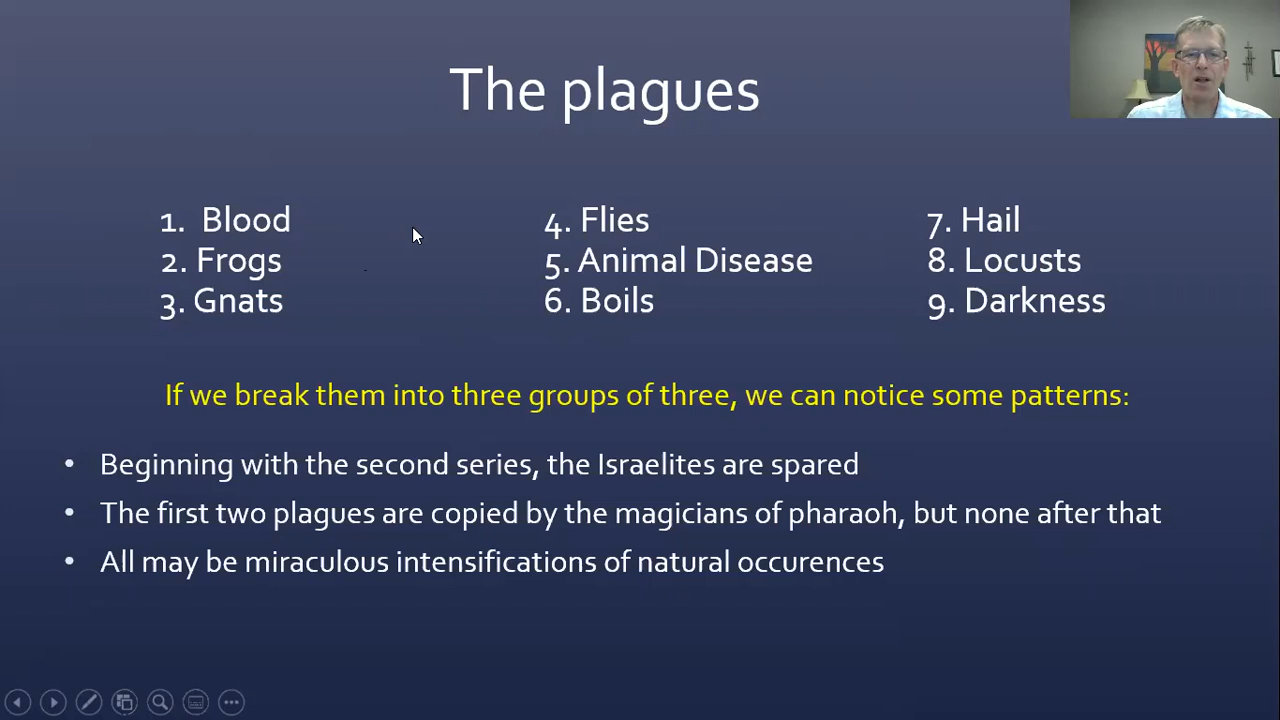 The plagues
1. Blood
2. Frogs
3. Gnats
4. Flies
5. Animal Disease
6. Boils
7. Hail
8. Locusts
9. Darkness
If we break them into three groups of three, we can notice some patterns:
• Beginning with the second series, the Israelites are spared
• The first two plagues are copied by the magicians of pharaoh, but none after that
• All may be miraculous intensifications of natural occurences